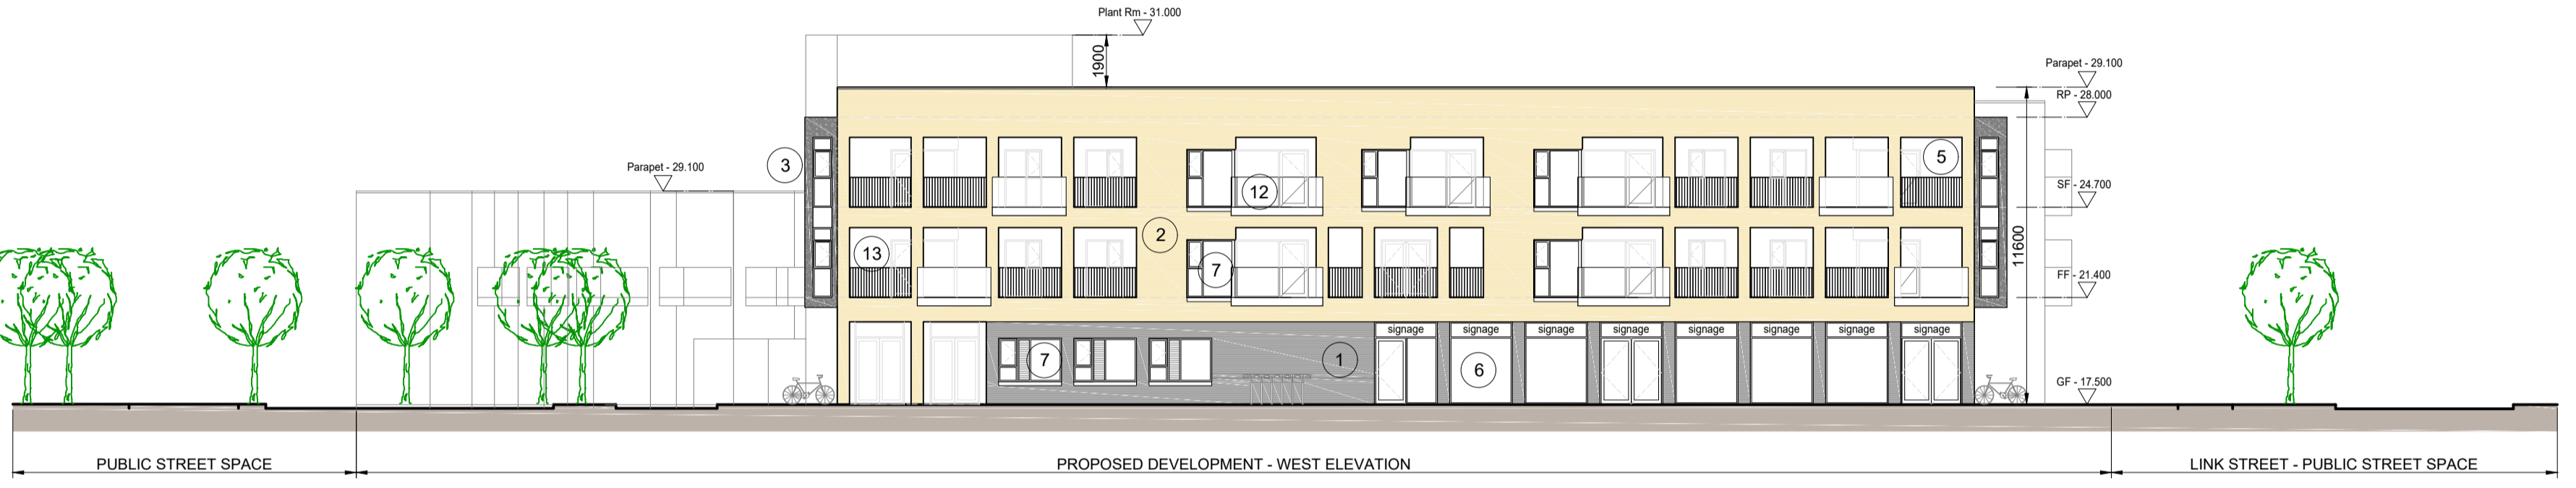 Plant Rm - 31.000
1900
Parapet - 29.100
RP - 28.000
3
Parapet - 29.100
5
12
SF - 24.700
2
13
7
11600
FF - 21.400
signage signage signage signage signage signage signage signage
7
1
6
GF - 17.500
PUBLIC STREET SPACE
PROPOSED DEVELOPMENT - WEST ELEVATION
LINK STREET - PUBLIC STREET SPACE